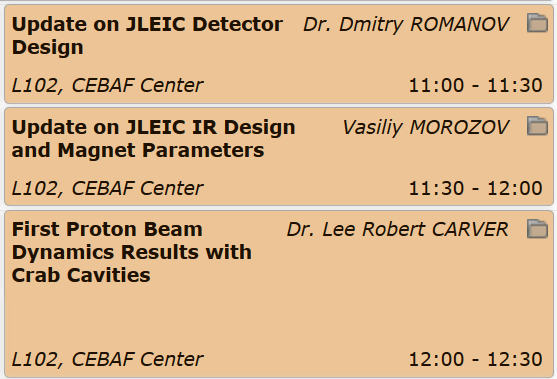 Update on JLEIC Detector Dr. Dmitry ROMANOV
Design
L102, CEBAF Center 11:00 - 11:30
Update on JLEIC IR Design Vasiliy MOROZOV
and Magnet Parameters
L102, CEBAF Center 11:30 - 12:00
First Proton Beam Dr. Lee Robert CARVER
Dynamics Results with
Crab Cavities
L102, CEBAF Center 12:00 - 12:30